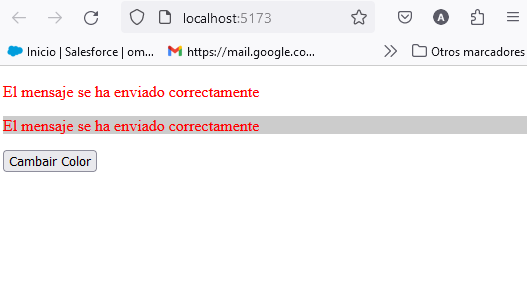 localhost:5173
Inicio | Salesforce | om... https://mail.google.co... Otros marcadores
El mensaje se ha enviado correctamente
El mensaje se ha enviado correctamente
Cambair Color